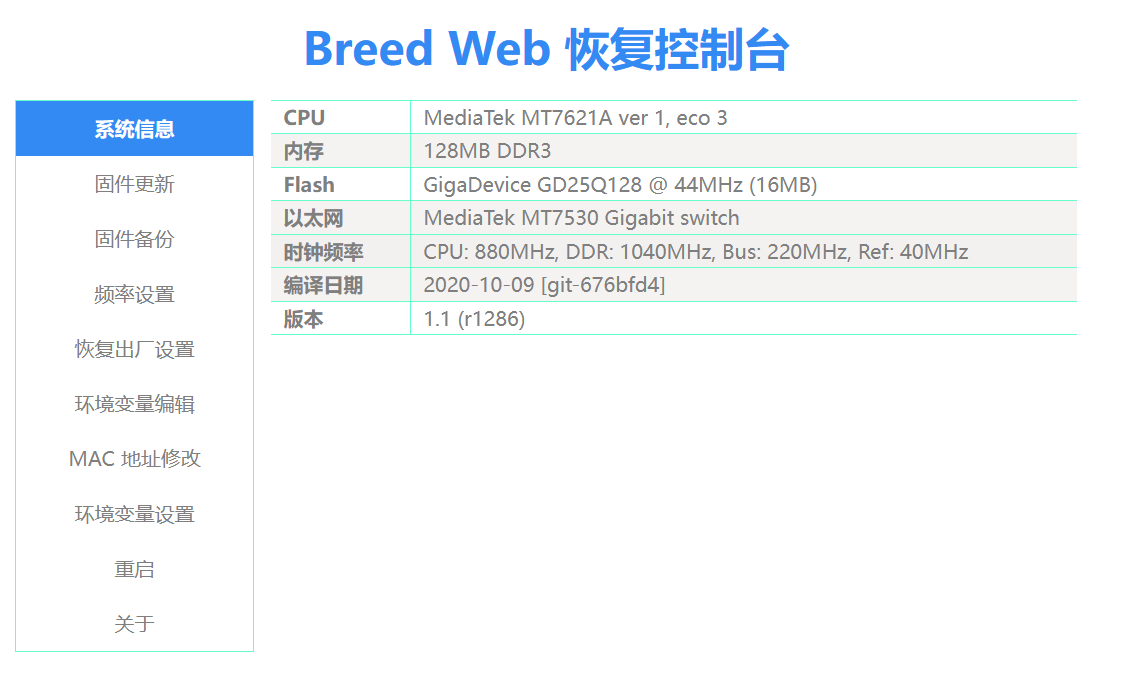 Breed Web 恢复控制台
系统信息
固件更新
固件备份
频率设置
恢复出厂设置
环境变量编辑
MAC 地址修改
环境变量设置
重启
关于
CPU MediaTek MT7621A ver 1, eco 3
内存 128MB DDR3
Flash GigaDevice GD25Q128 @ 44MHz (16MB)
以太网 MediaTek MT7530 Gigabit switch
时钟频率 CPU: 880MHz, DDR: 1040MHz, Bus: 220MHz, Ref: 40MHz
编译日期 2020-10-09 [git-676bfd4]
版本 1.1 (r1286)